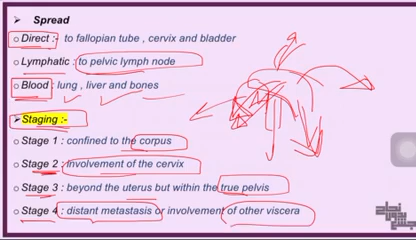 ➢ Spread
o Direct :- to fallopian tube , cervix and bladder
o Lymphatic : to pelvic lymph node
o Blood : lung , liver and bones
➢ Staging :-
o Stage 1 : confined to the corpus
o Stage 2 : involvement of the cervix
o Stage 3 : beyond the uterus but within the true pelvis
o Stage 4 : distant metastasis or involvement of other viscera